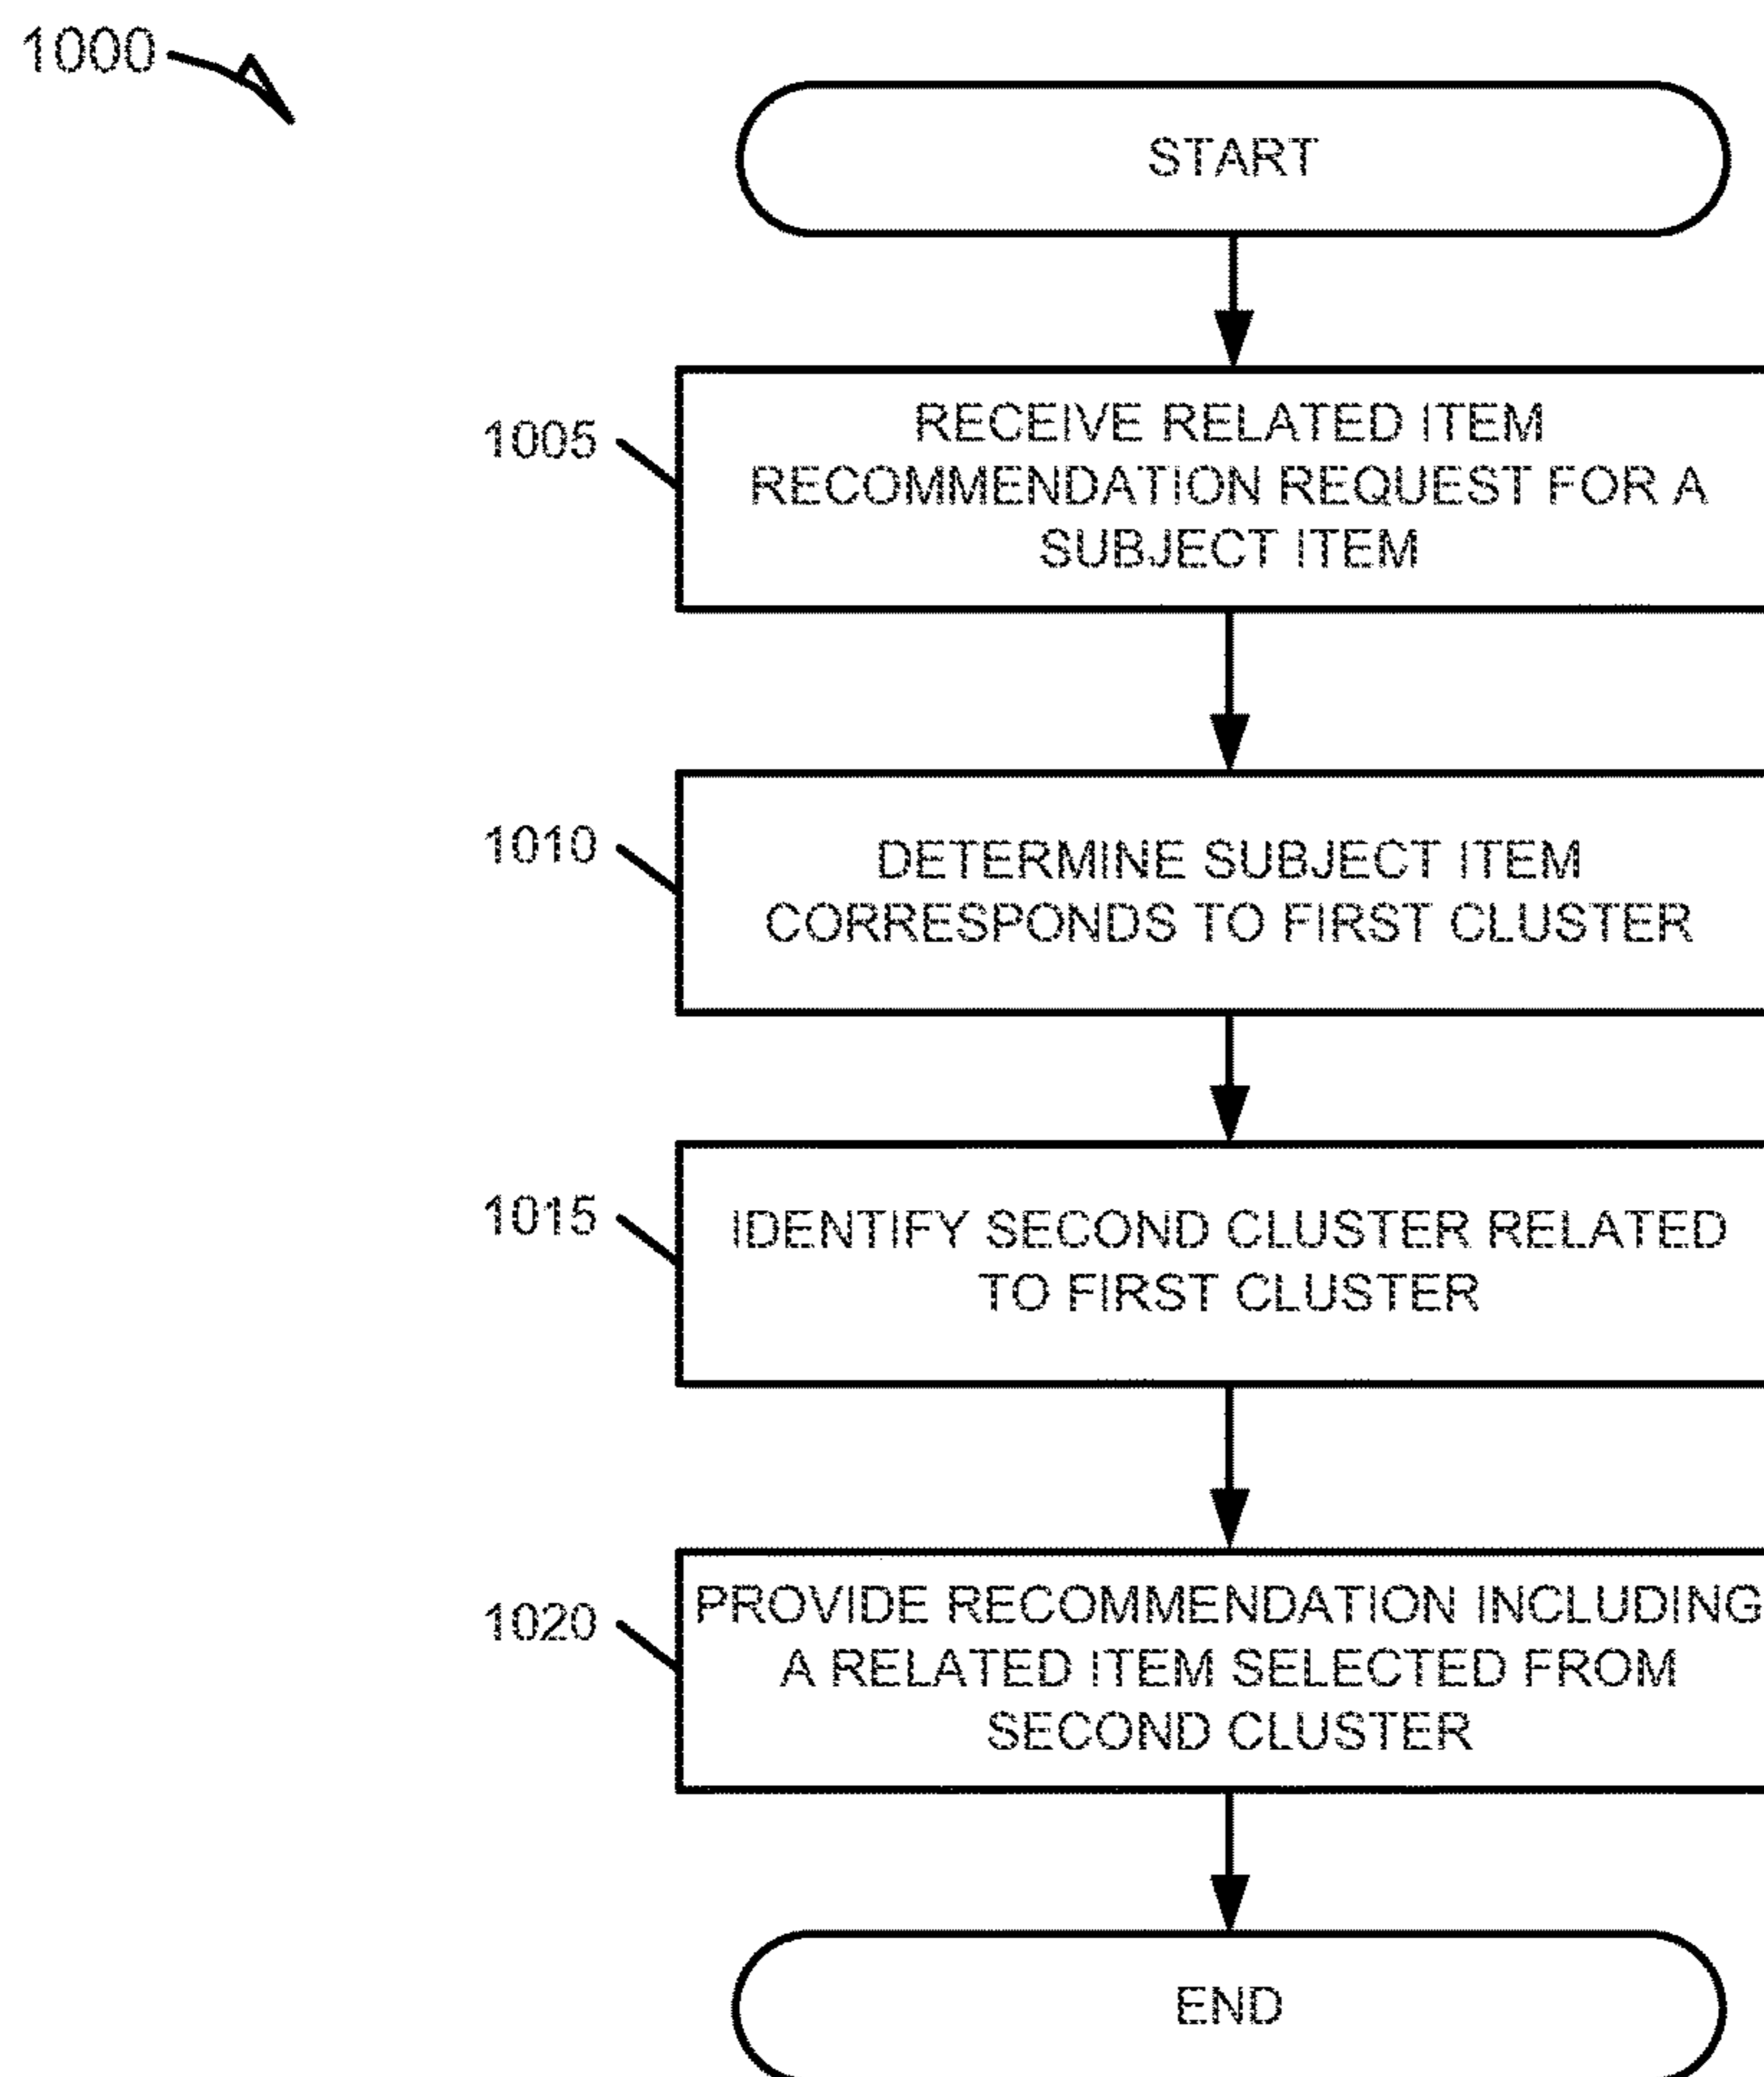 1000
START
1005
RECEIVE RELATED ITEM
RECOMMENDATION REQUEST FOR A
SUBJECT ITEM
1010
DETERMINE SUBJECT ITEM
CORRESPONDS TO FIRST CLUSTER
1015
IDENTIFY SECOND CLUSTER RELATED
TO FIRST CLUSTER
1020
PROVIDE RECOMMENDATION INCLUDING
A RELATED ITEM SELECTED FROM
SECOND CLUSTER
END